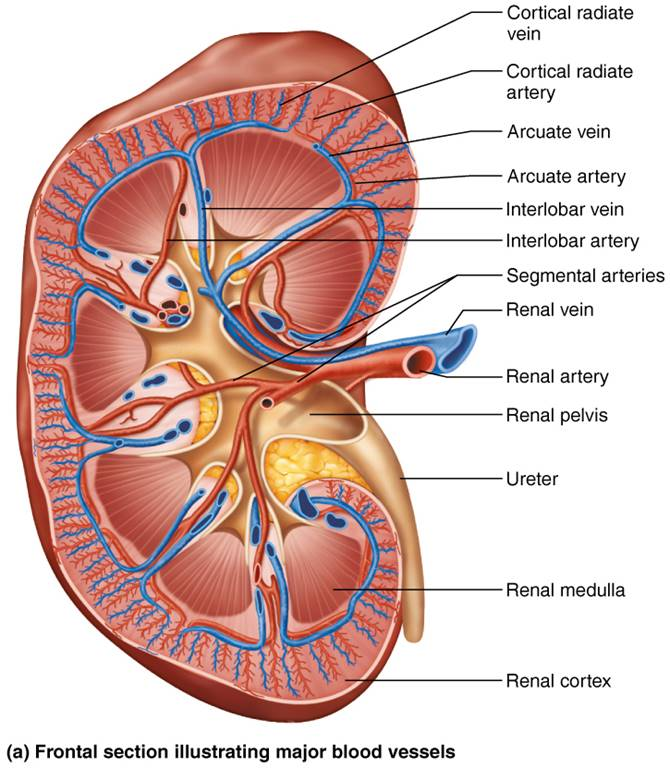 Cortical radiate
vein
Cortical radiate
artery
Arcuate vein
Arcuate artery
Interlobar vein
Interlobar artery
Segmental arteries
Renal vein
Renal artery
Renal pelvis
Ureter
Renal medulla
Renal cortex
(a) Frontal section illustrating major blood vessels